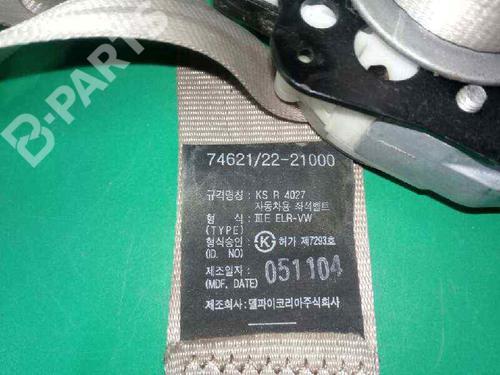 B-PARTS
74621/22-21000
규격명칭 : KS R 4027
자동차용 좌석벨트
형 식 : ⅢE ELR-VW
(TYPE)
형식승인 : K 허가 제7293호
(ID. NO)
제조일자 : 051104
(MDF. DATE)
제조회사: 델파이코리아주식회사